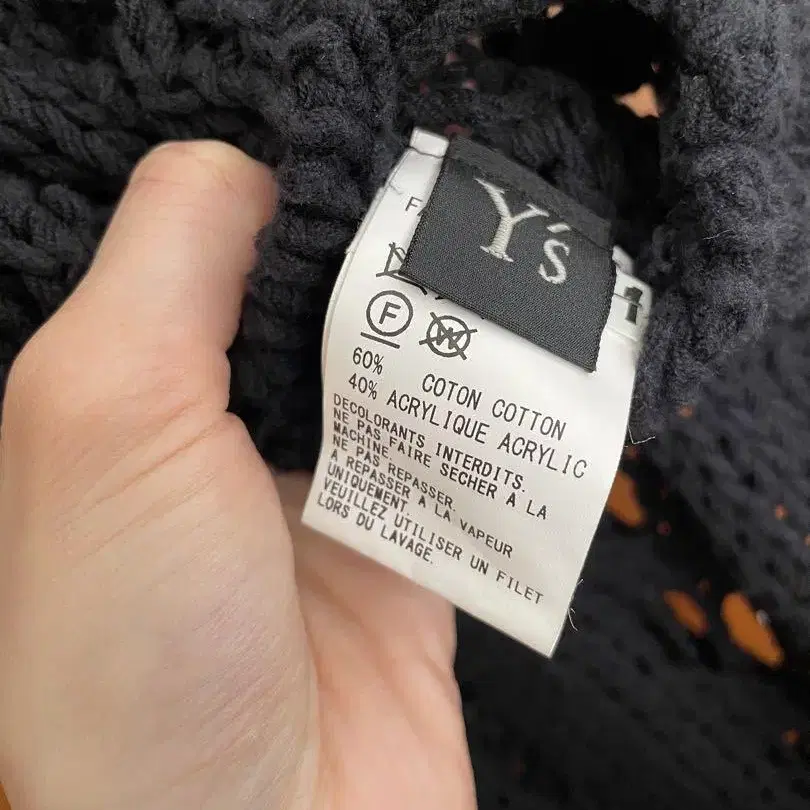 Y's
1
F
W
60% COTON COTTON
40% ACRYLIQUE ACRYLIC
DECOLORANTS INTERDITS.
NE PAS FAIRE SECHER A LA
MACHINE.
NE PAS REPASSER.
A REPASSER A LA VAPEUR
UNIQUEMENT.
VEUILLEZ UTILISER UN FILET
LORS DU LAVAGE.